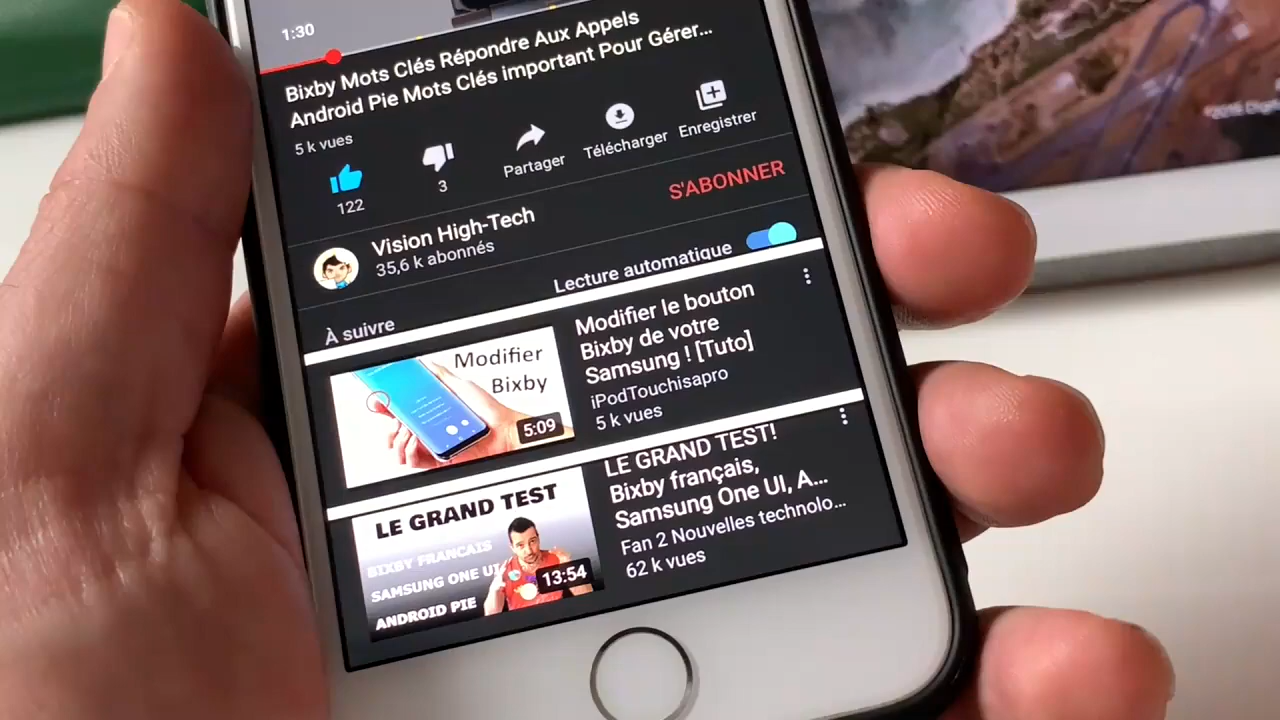 1:30
Bixby Mots Clés Répondre Aux Appels
Android Pie Mots Clés important Pour Gérer...
5 k vues
122
3
Partager
Télécharger
Enregistrer
Vision High-Tech
35,6 k abonnés
S'ABONNER
À suivre
Lecture automatique
Modifier
Bixby
5:09
Modifier le bouton
Bixby de votre
Samsung ! [Tuto]
iPodTouchisapro
5 k vues
LE GRAND TEST
BIXBY FRANCAIS
SAMSUNG ONE UI
ANDROID PIE
13:54
LE GRAND TEST!
Bixby français,
Samsung One UI, A...
Fan 2 Nouvelles technolo...
62 k vues